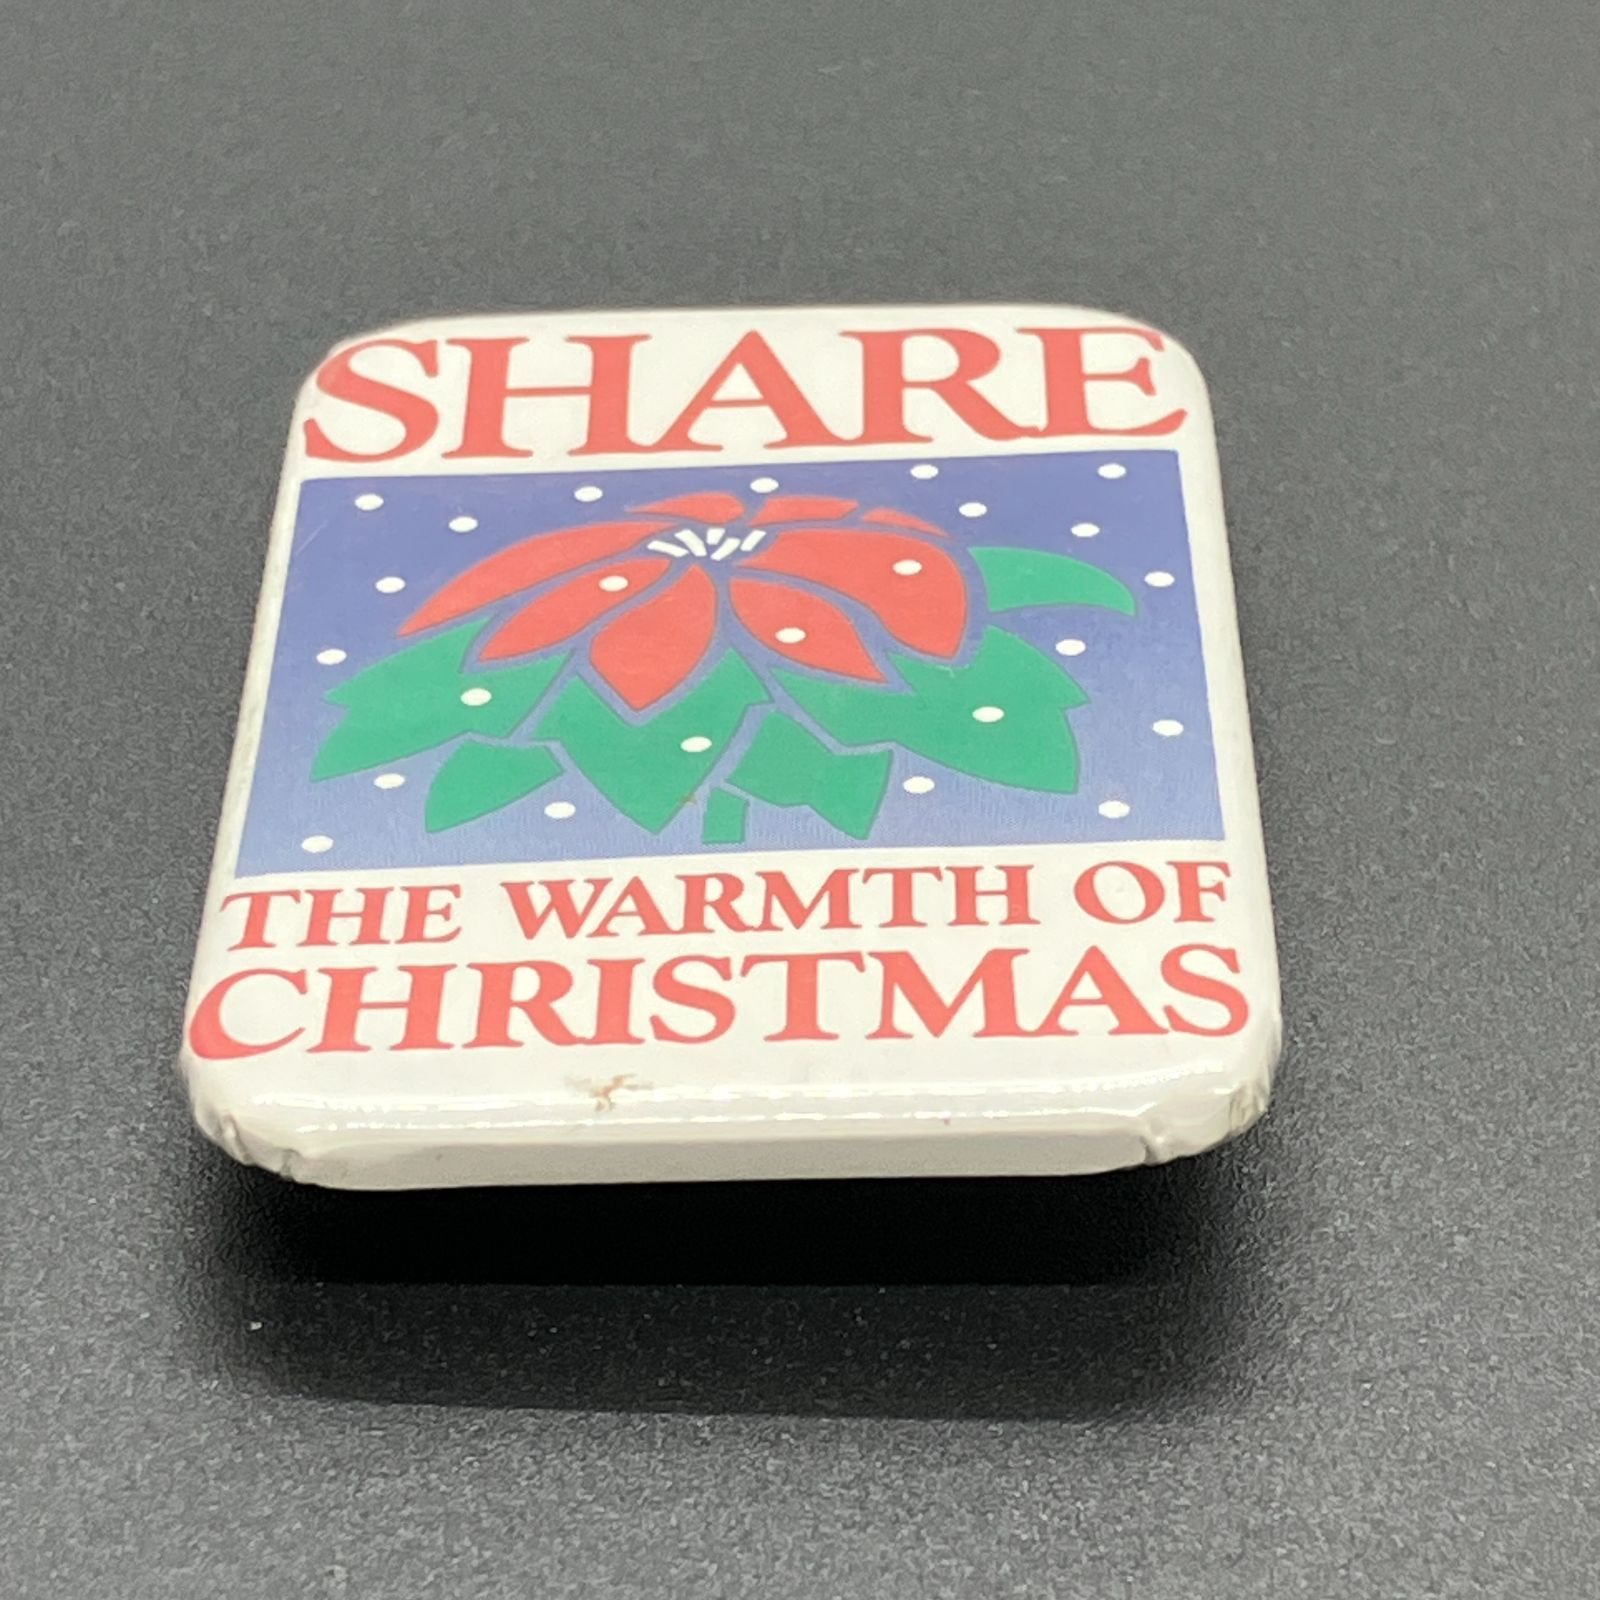 SHARE
THE WARMTH OF
CHRISTMAS